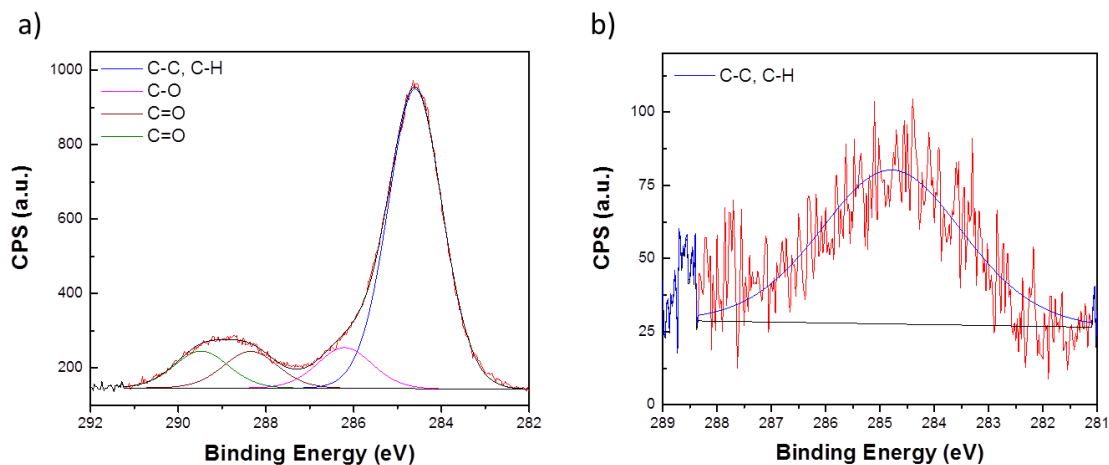 a)
C-C, C-H
C-O
C=O
C=O
1000
800
600
400
200
CPS (a.u.)
292 290 288 286 284 282
Binding Energy (eV)
b)
C-C, C-H
100
75
50
25
0
CPS (a.u.)
289 288 287 286 285 284 283 282 281
Binding Energy (eV)